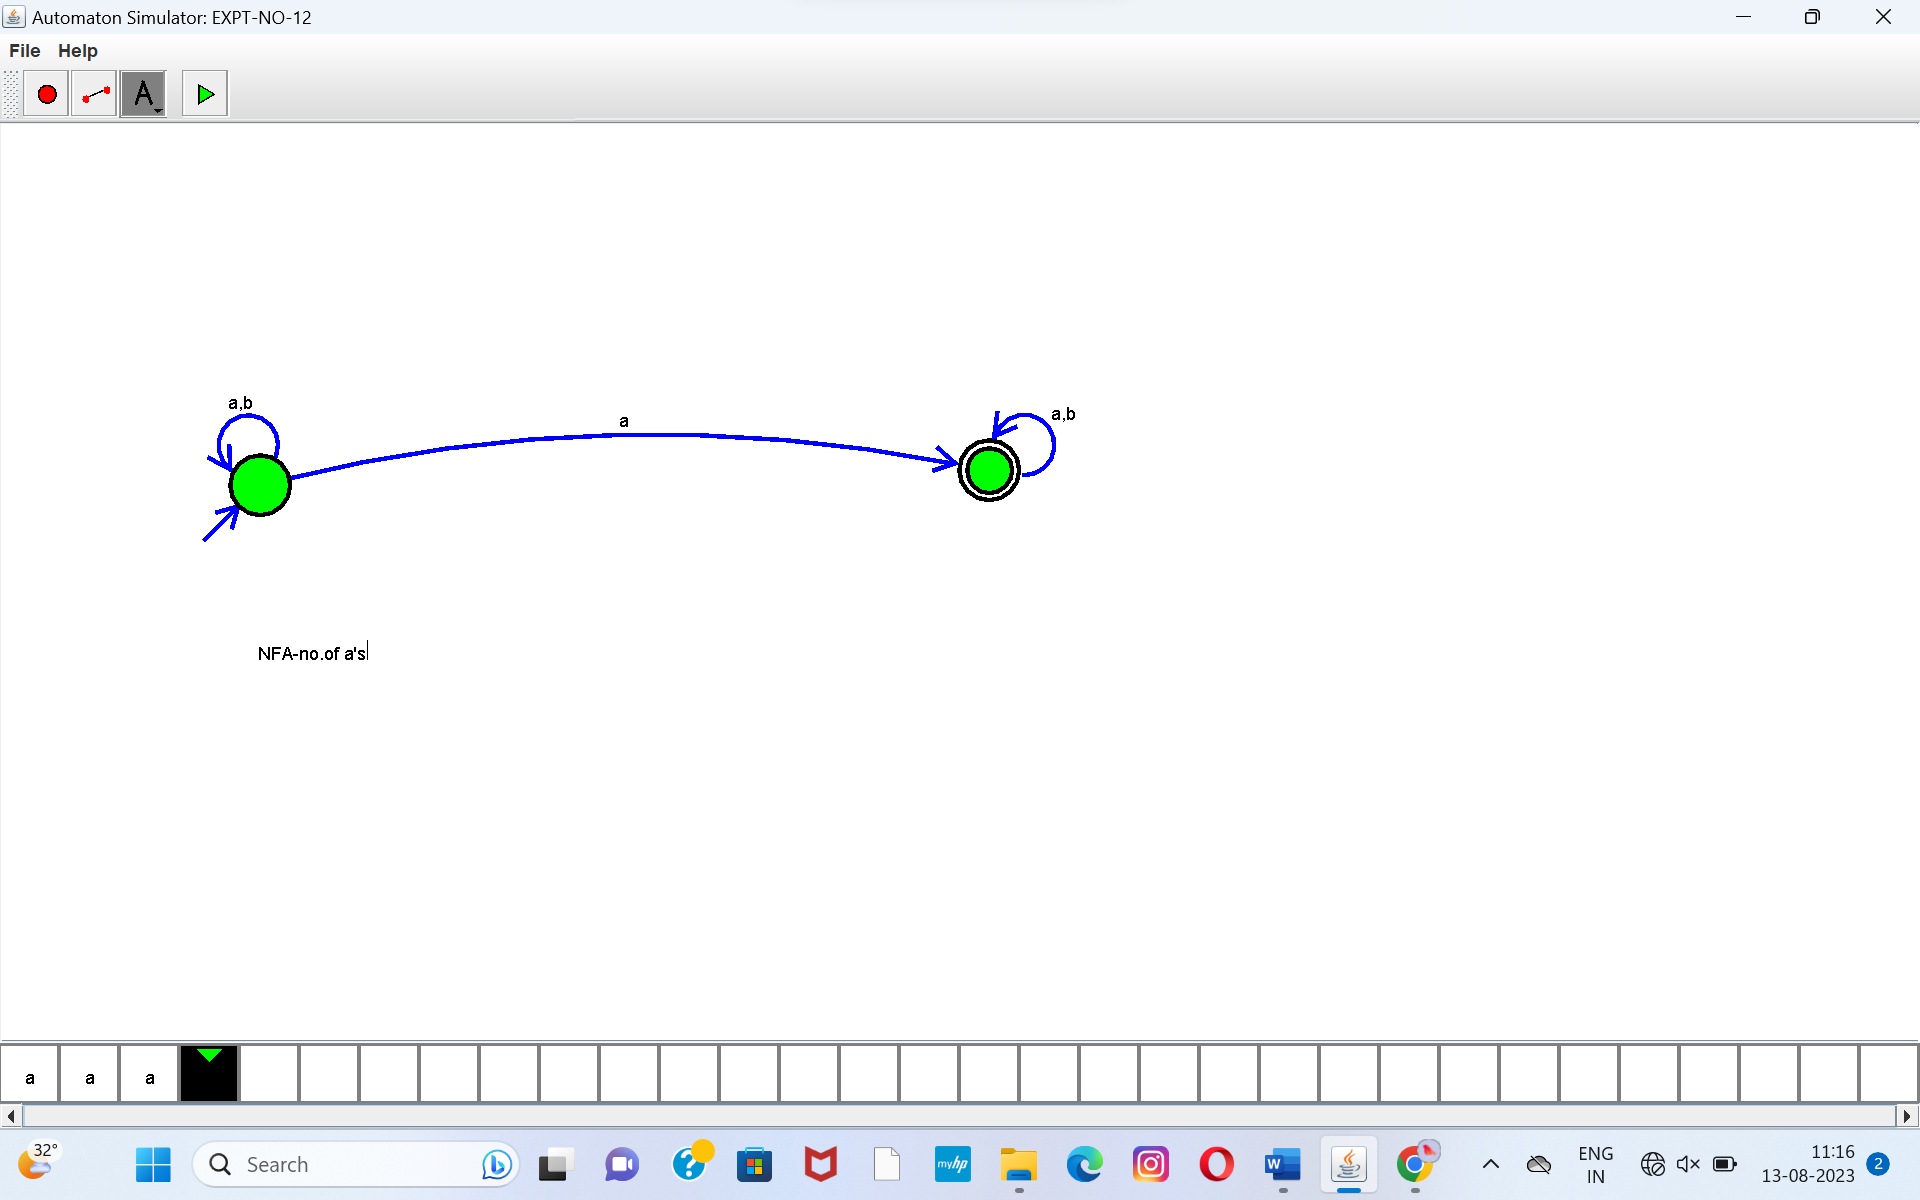 Automaton Simulator: EXPT-NO-12
File Help
A
a,b
a
a,b
NFA-no.of a's
a a a
32°
Search
myhp
W
ENG
IN
11:16
13-08-2023
2